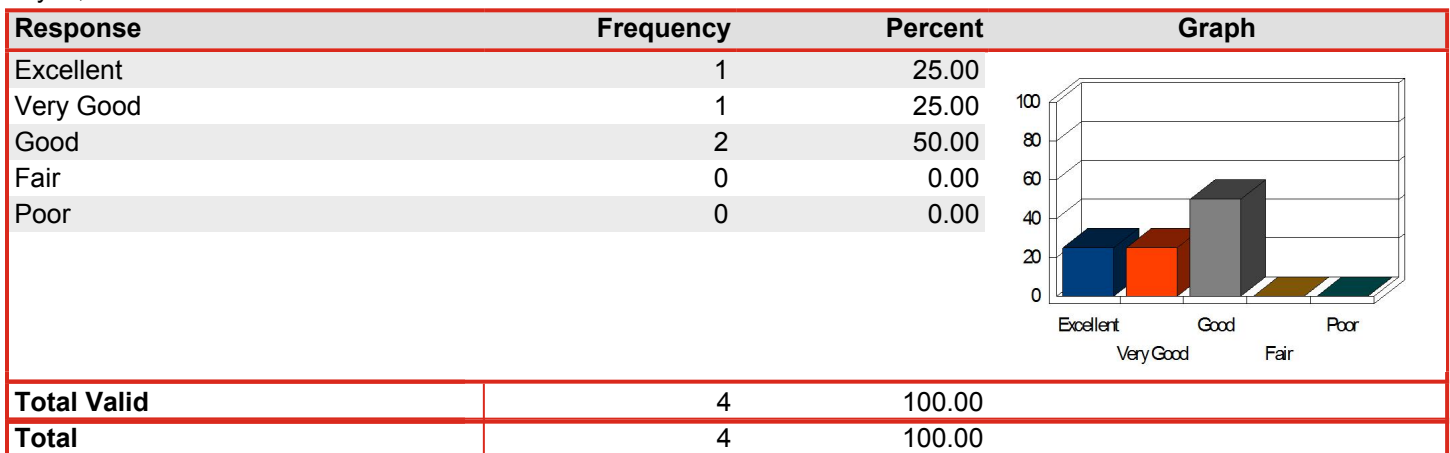 Response Frequency Percent Graph
Excellent 1 25.00
Very Good 1 25.00
Good 2 50.00
Fair 0 0.00
Poor 0 0.00
100
80
60
40
20
0
Excellent Good Poor
Very Good Fair
Total Valid 4 100.00
Total 4 100.00